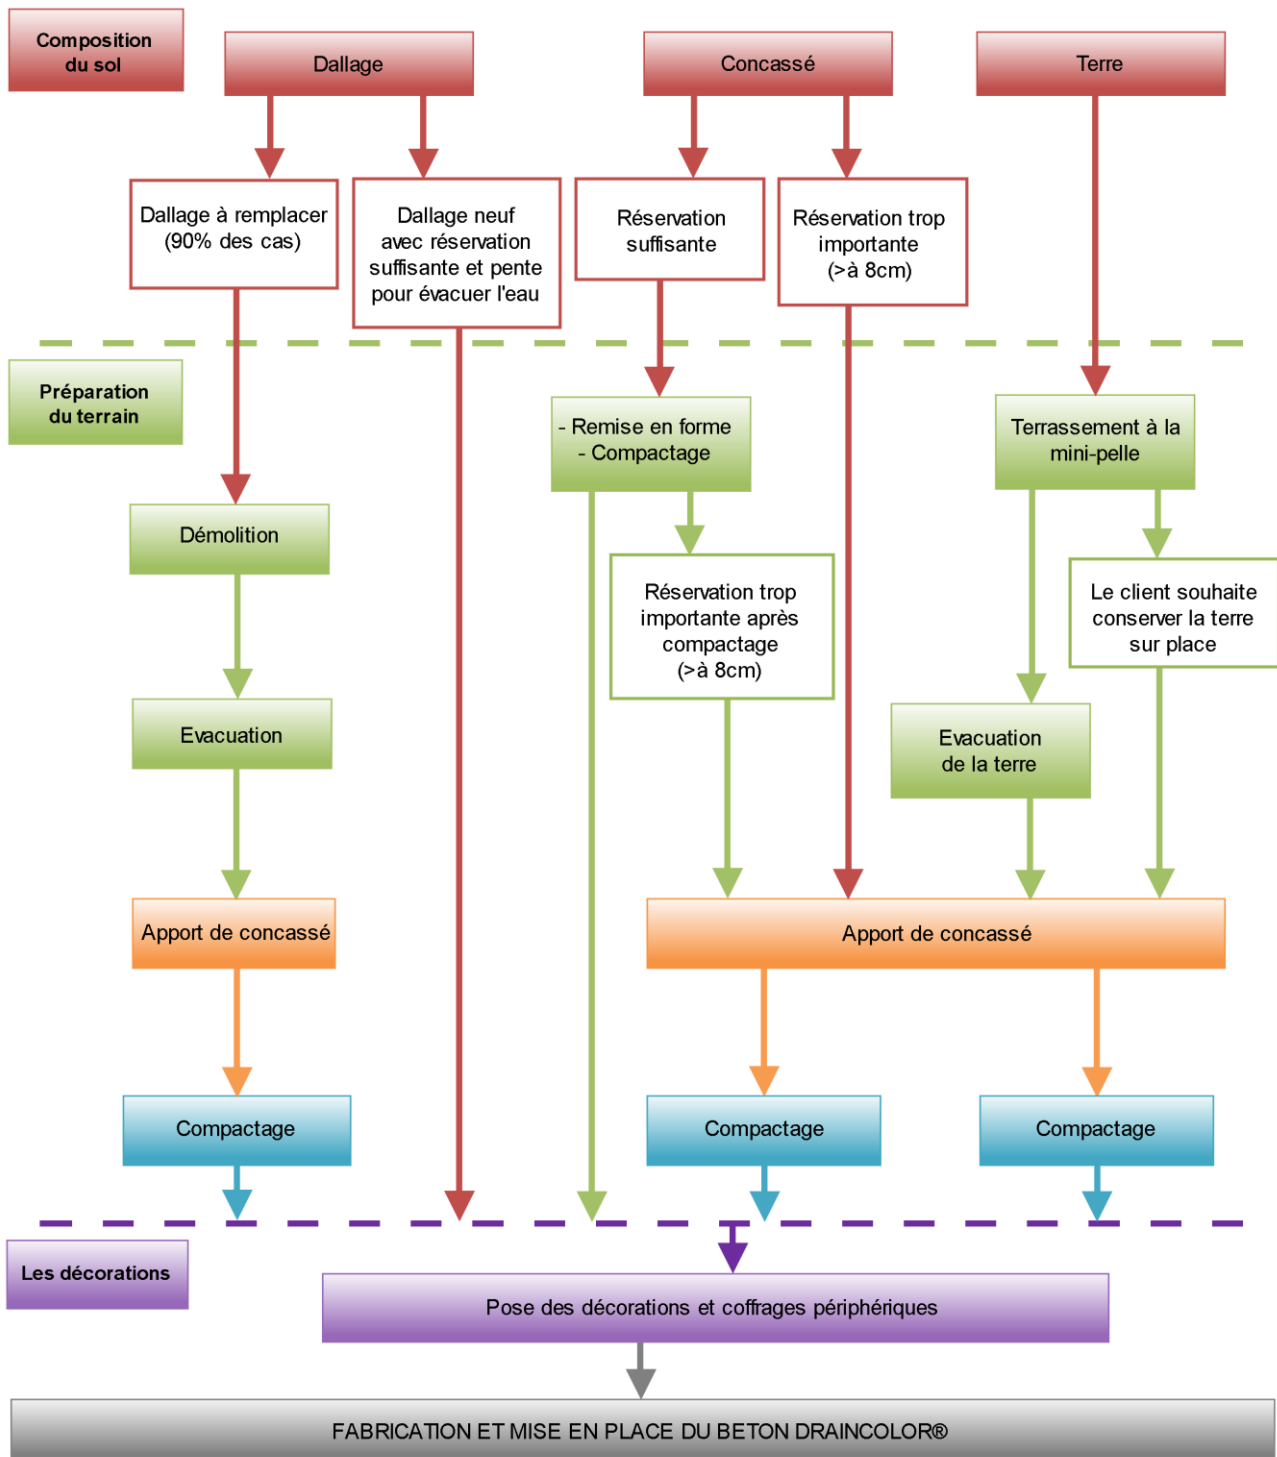 Composition
du sol
Dallage
Concassé
Terre
Dallage à remplacer
(90% des cas)
Dallage neuf
avec réservation
suffisante et pente
pour évacuer l'eau
Réservation
suffisante
Réservation trop
importante
(>à 8cm)
Préparation
du terrain
- Remise en forme
- Compactage
Terrassement à la
mini-pelle
Démolition
Réservation trop
importante après
compactage
(>à 8cm)
Le client souhaite
conserver la terre
sur place
Evacuation
Evacuation
de la terre
Apport de concassé
Apport de concassé
Compactage
Compactage
Compactage
Les décorations
Pose des décorations et coffrages périphériques
FABRICATION ET MISE EN PLACE DU BETON DRAINCOLOR®